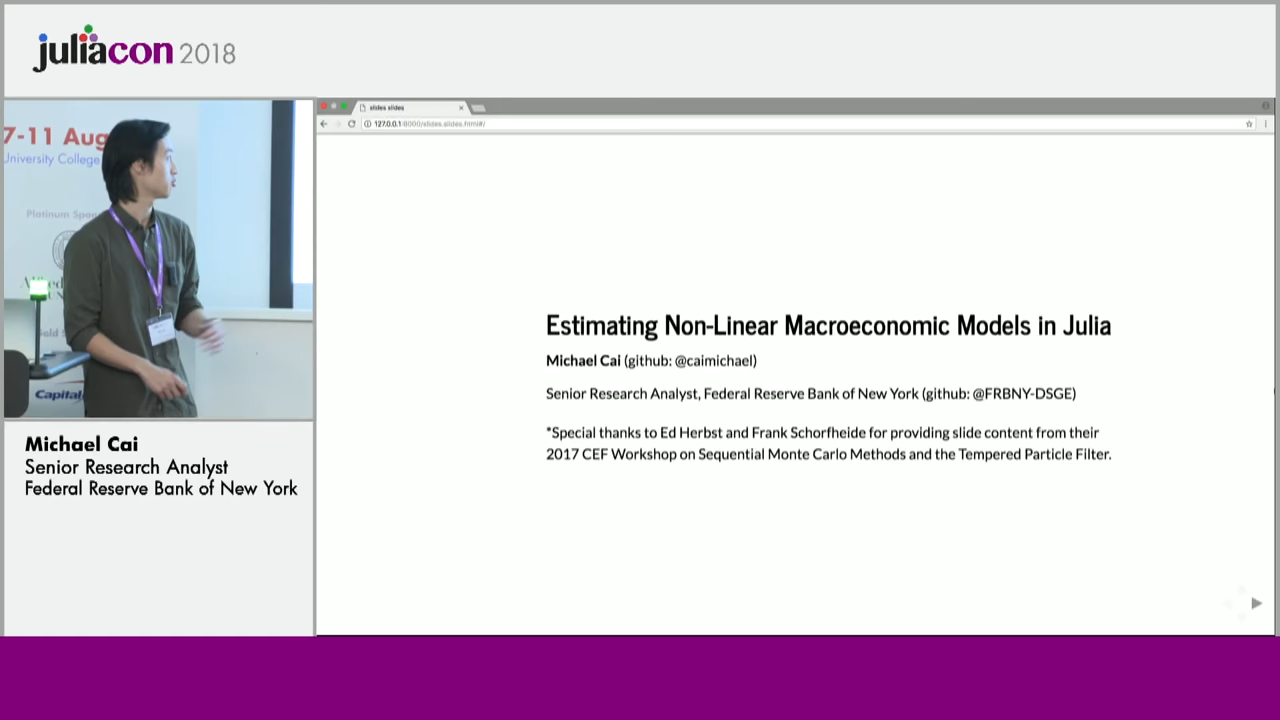 juliacon 2018
7-11 Aug
University College
Platinum Spo
Capital
Michael Cai
Senior Research Analyst
Federal Reserve Bank of New York
slides slides
127.0.0.1:8000/slides.slides.html#/
Estimating Non-Linear Macroeconomic Models in Julia
Michael Cai (github: @caimichael)
Senior Research Analyst, Federal Reserve Bank of New York (github: @FRBNY-DSGE)
*Special thanks to Ed Herbst and Frank Schorfheide for providing slide content from their
2017 CEF Workshop on Sequential Monte Carlo Methods and the Tempered Particle Filter.